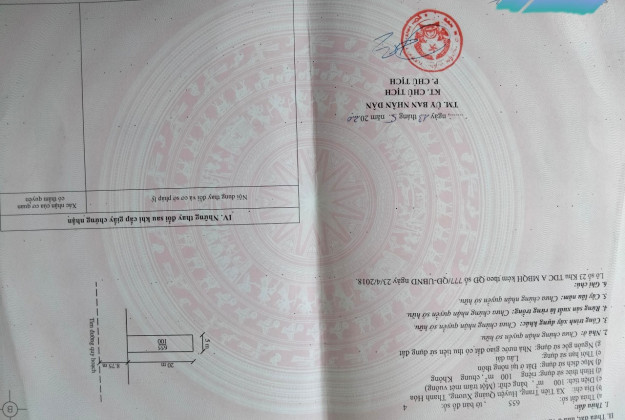 1. Thửa đất:
a) Thửa đất số: 655 , tờ bản đồ số: 4
b) Địa chỉ: Xã Tiên Trang, Huyện Quảng Xương, Thanh Hóa
c) Diện tích: 100 m², bằng chữ: (Một trăm mét vuông)
d) Hình thức sử dụng: riêng 100 m², chung Không
đ) Mục đích sử dụng: Đất ở tại nông thôn
e) Thời hạn sử dụng: Lâu dài
g) Nguồn gốc sử dụng: Nhà nước giao đất có thu tiền sử dụng đất
2. Nhà ở: Chưa chứng nhận quyền sở hữu
3. Công trình xây dựng khác: Chưa chứng nhận quyền sở hữu
4. Rừng sản xuất là rừng trồng: Chưa chứng nhận quyền sở hữu
5. Cây lâu năm: Chưa chứng nhận quyền sở hữu
6. Ghi chú:
Lô số 23 Khu TDC A MBQH kèm theo QĐ số 777/QĐ-UBND ngày 23/4/2018.
ngày 13 tháng 5 năm 2020
TM. ỦY BAN NHÂN DÂN
KT. CHỦ TỊCH
P. CHỦ TỊCH
5 m
655
100
20 m
6.75 m
Tim đường quy hoạch
IV. Những thay đổi sau khi cấp giấy chứng nhận
Nội dung thay đổi và cơ sở pháp lý
Xác nhận của cơ quan
có thẩm quyền